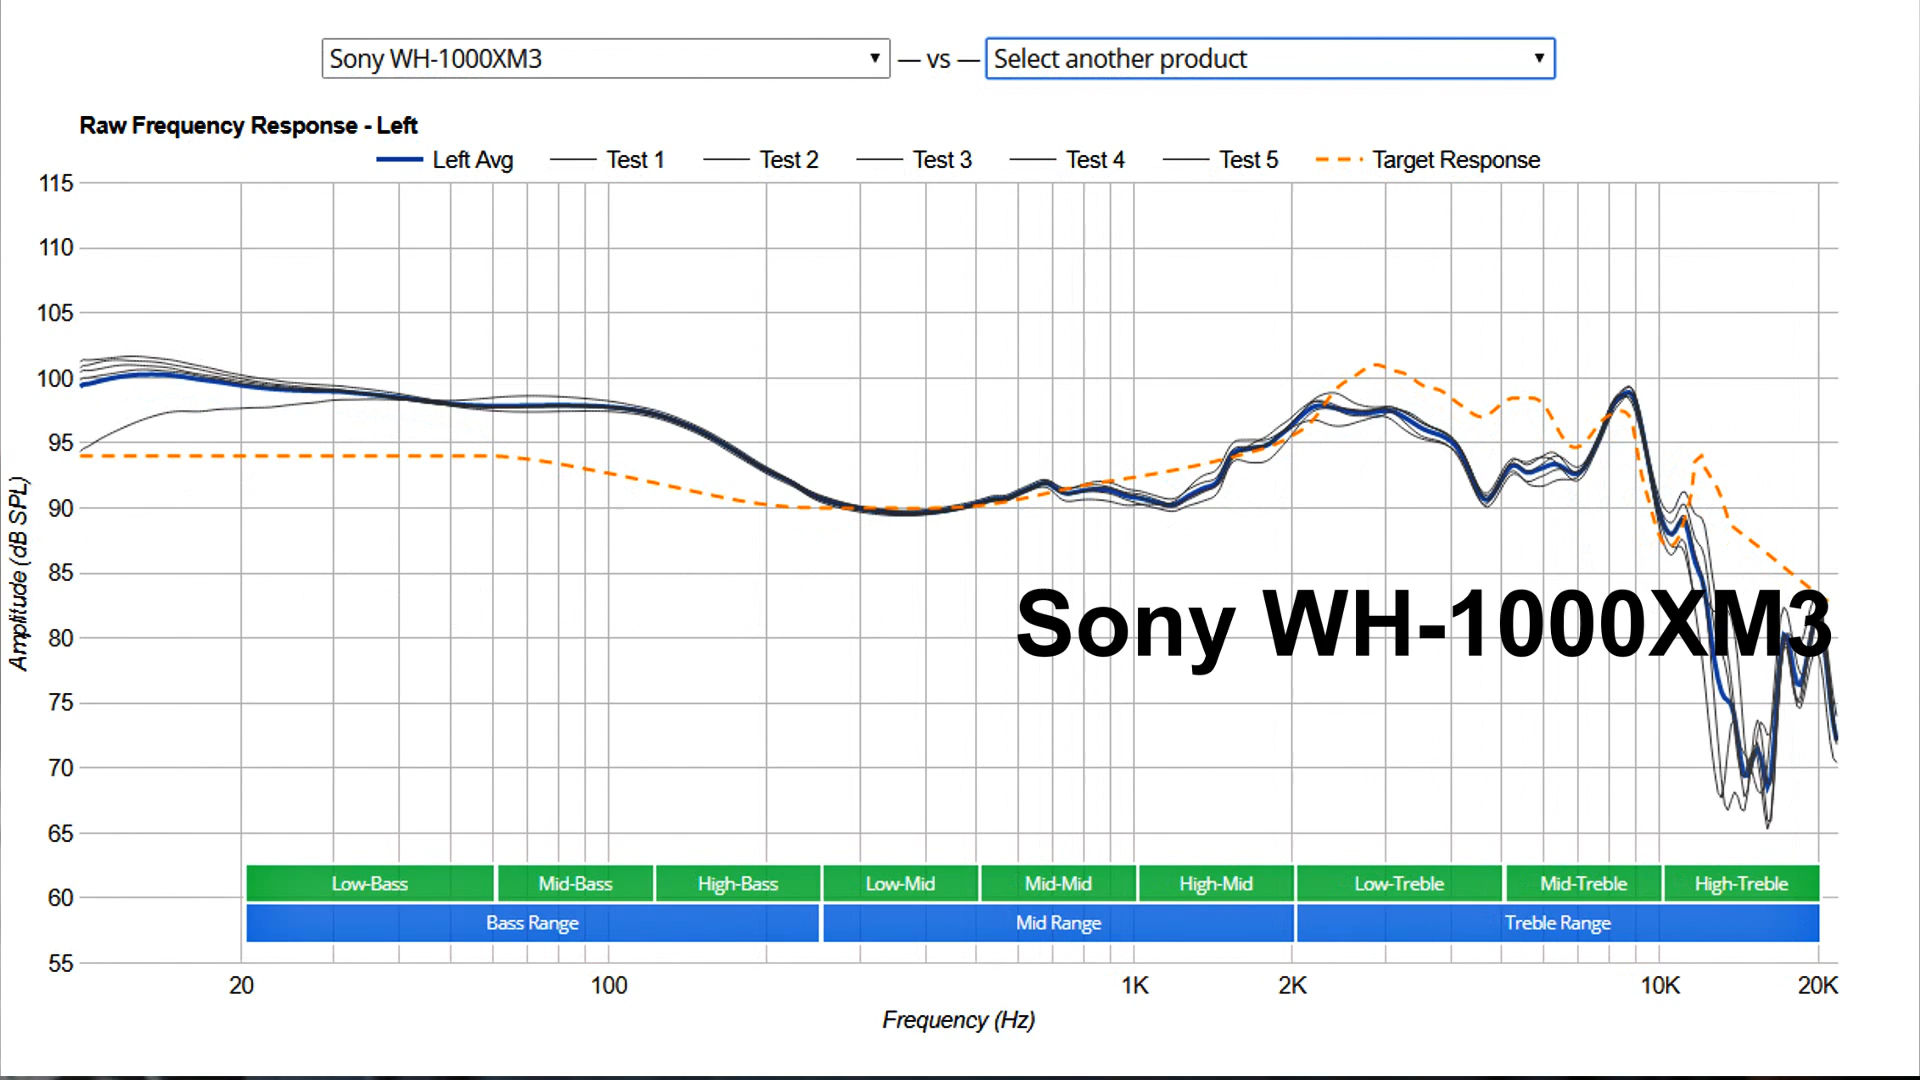 Sony WH-1000XM3 ▼ — vs — Select another product ▼
Raw Frequency Response - Left
Left Avg Test 1 Test 2 Test 3 Test 4 Test 5 Target Response
115
110
105
100
95
90
85
80
75
70
65
60
55
Amplitude (dB SPL)
Sony WH-1000XM3
Low-Bass Mid-Bass High-Bass Low-Mid Mid-Mid High-Mid Low-Treble Mid-Treble High-Treble
Bass Range Mid Range Treble Range
20 100 1K 2K 10K 20K
Frequency (Hz)